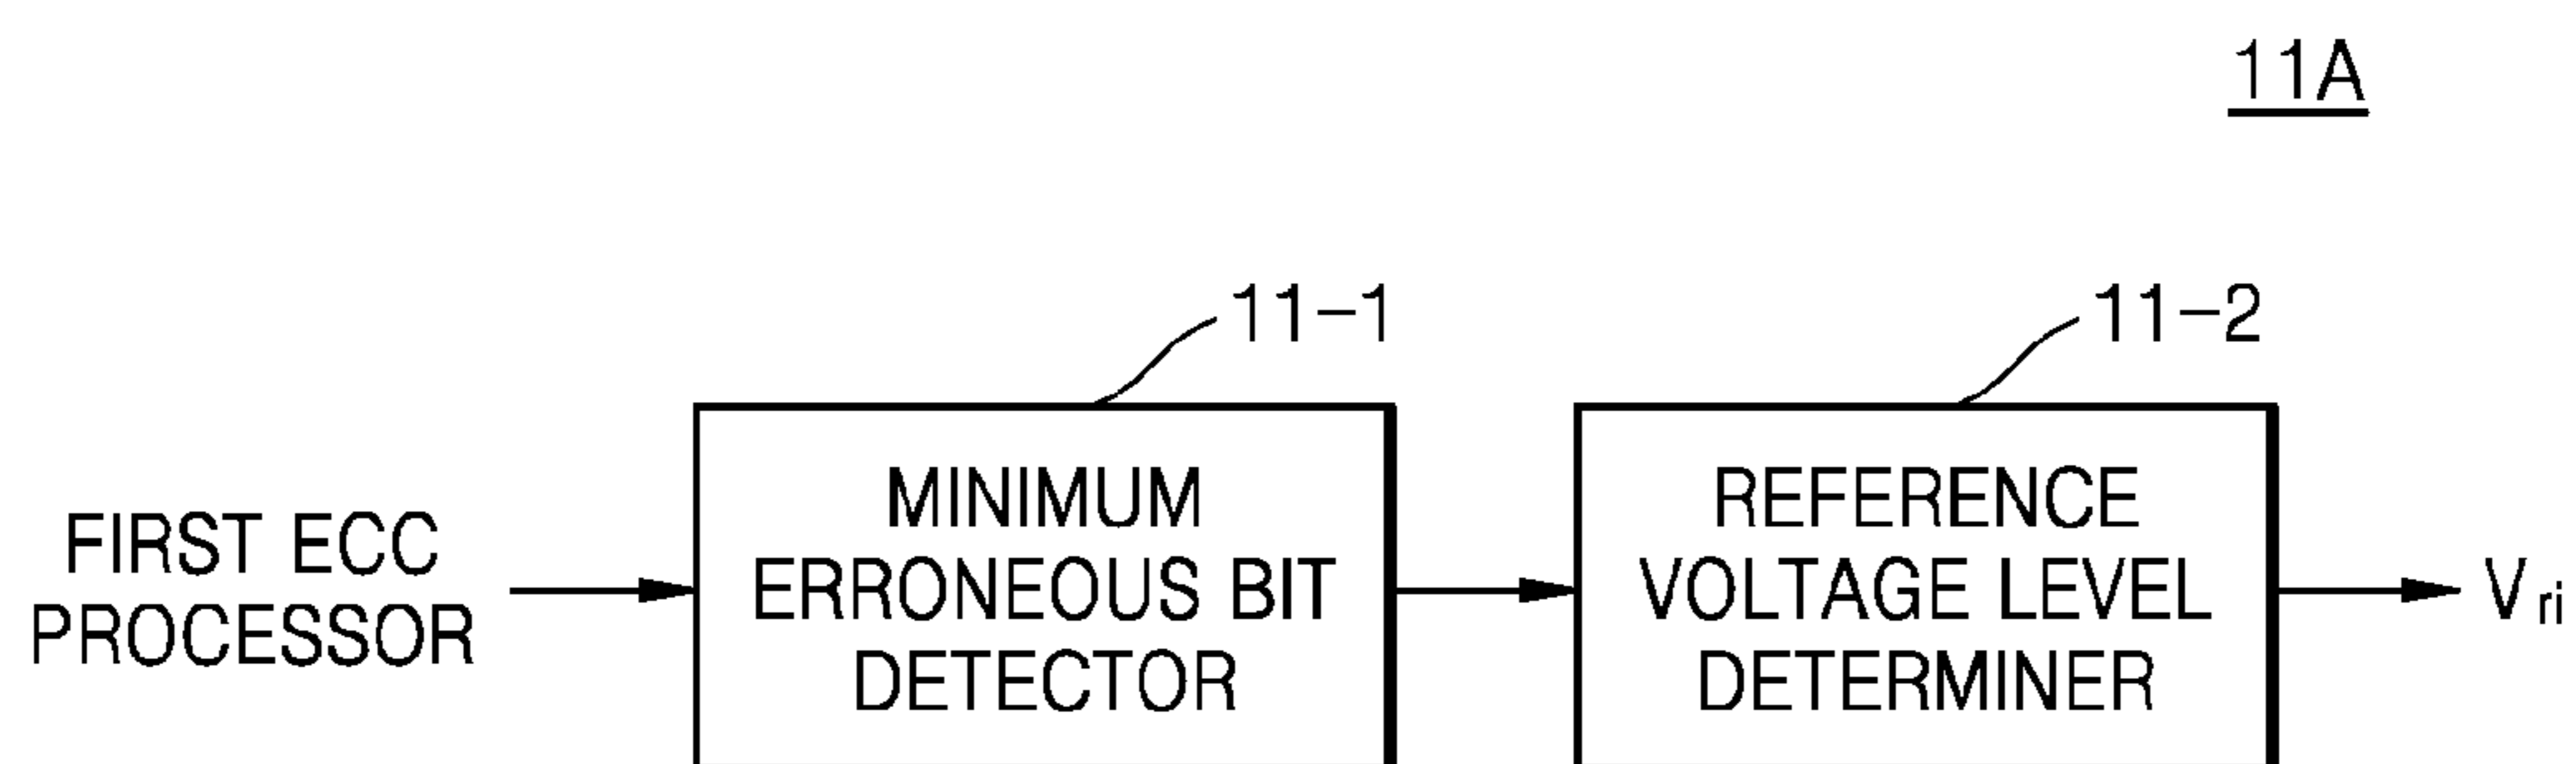 11A
11-1
11-2
FIRST ECC
PROCESSOR
MINIMUM
ERRONEOUS BIT
DETECTOR
REFERENCE
VOLTAGE LEVEL
DETERMINER
Vri